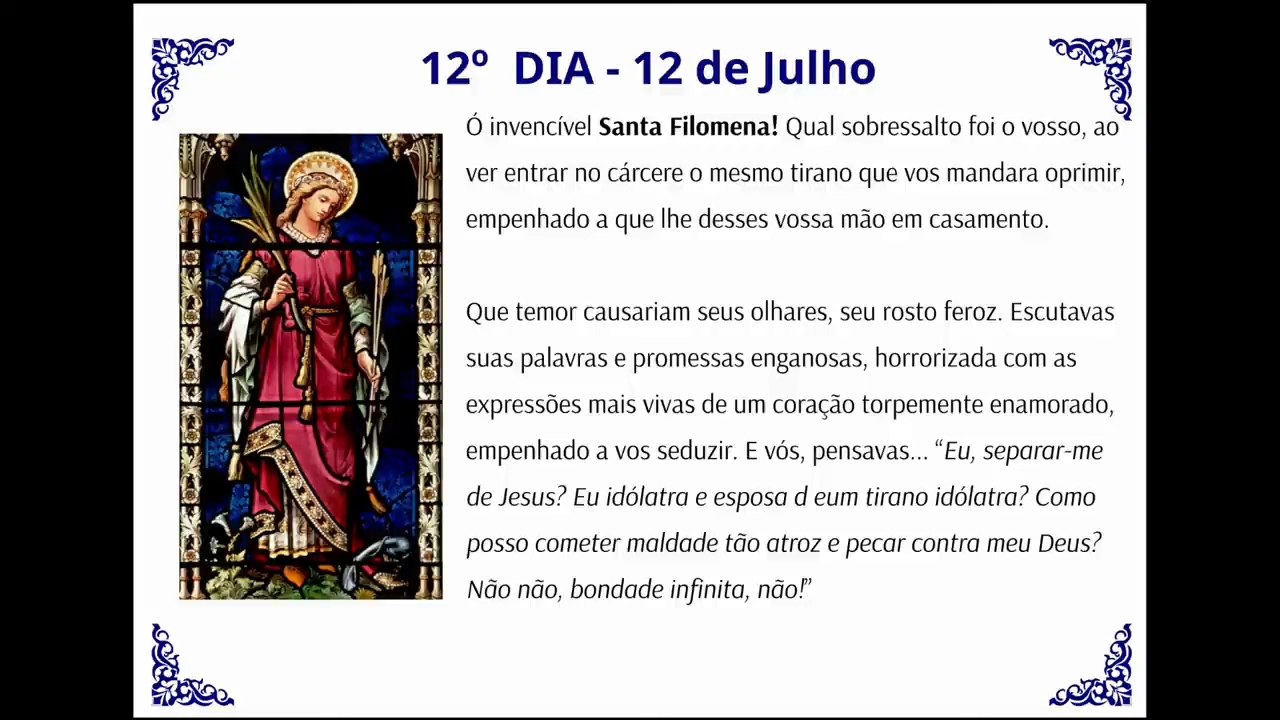 12º DIA - 12 de Julho
Ó invencível Santa Filomena! Qual sobressalto foi o vosso, ao
ver entrar no cárcere o mesmo tirano que vos mandara oprimir,
empenhado a que lhe desses vossa mão em casamento.
Que temor causariam seus olhares, seu rosto feroz. Escutavas
suas palavras e promessas enganosas, horrorizada com as
expressões mais vivas de um coração torpemente enamorado,
empenhado a vos seduzir. E vós, pensavas... “Eu, separar-me
de Jesus? Eu idólatra e esposa d eum tirano idólatra? Como
posso cometer maldade tão atroz e pecar contra meu Deus?
Não não, bondade infinita, não!”